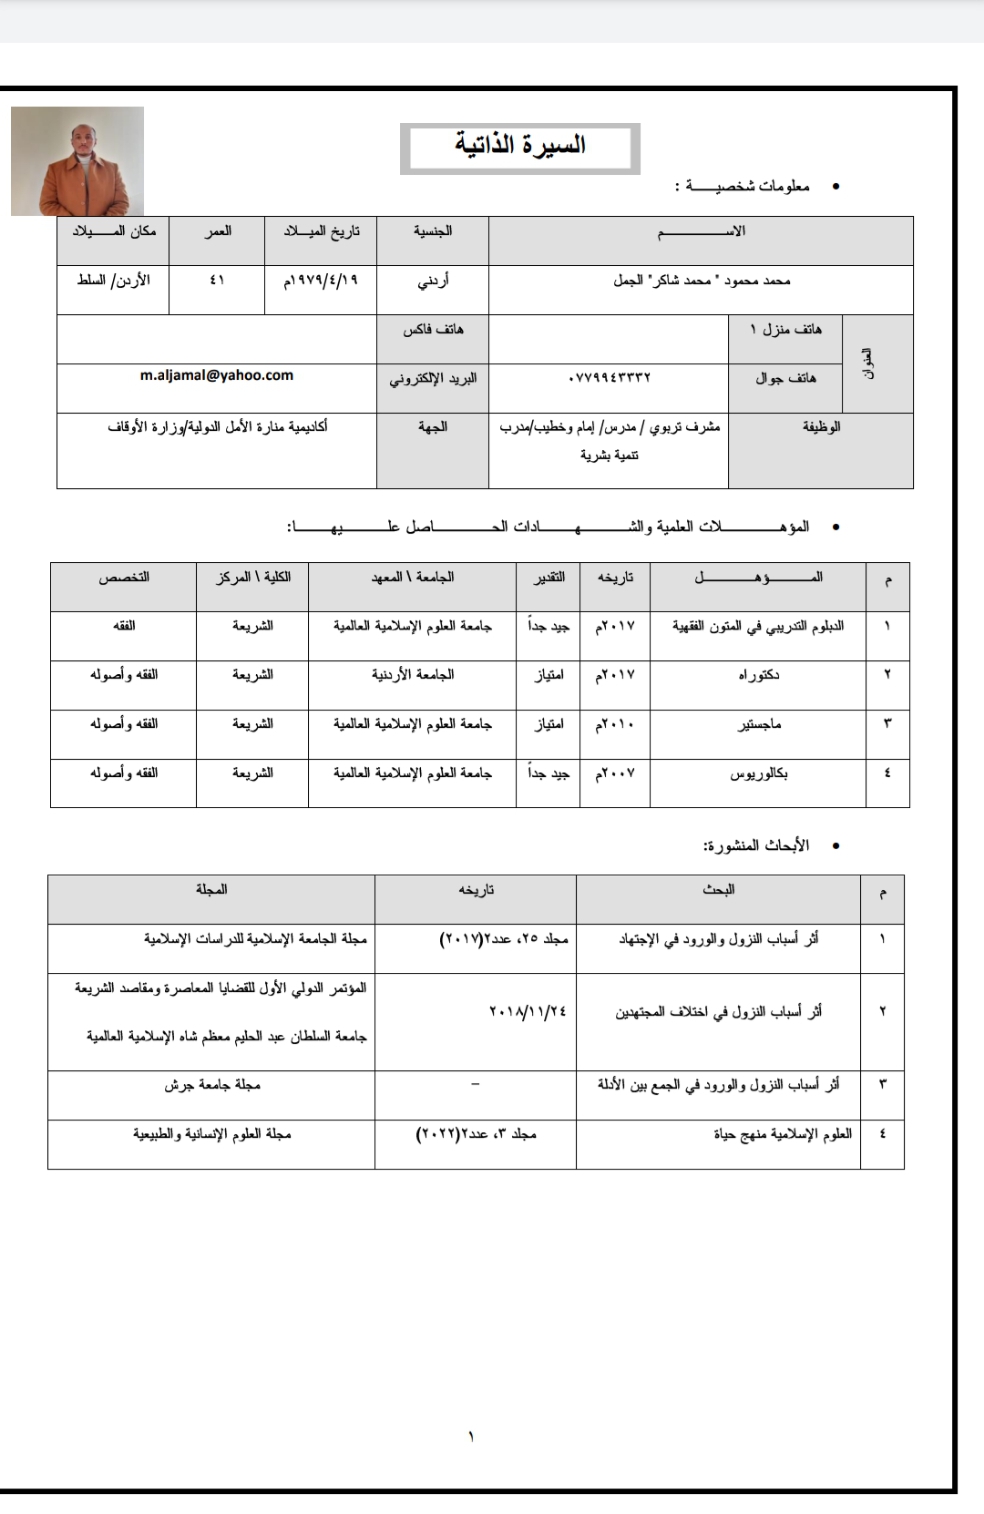 السيرة الذاتية
• معلومات شخصيـــة :
الاســـــــــم الجنسية تاريخ الميـــلاد العمر مكان المـــــيلاد
محمد محمود " محمد شاكر" الجمل أردني ١٩٧٩/٤/١٩م ٤١ الأردن/ السلط
العنوان
هاتف منزل ١ هاتف فاكس
هاتف جوال ٠٧٧٩٩٤٣٣٣٢ البريد الإلكتروني m.aljamal@yahoo.com
الوظيفة مشرف تربوي / مدرس/ إمام وخطيب/مدرب الجهة أكاديمية منارة الأمل الدولية/وزارة الأوقاف
تنمية بشرية
• المؤهـــــــلات العلمية والشـــــــهــــــادات الحـــــــاصل علـــــــيهـــــــا:
م المـــــــؤهـــــــل تاريخه التقدير الجامعة \ المعهد الكلية \ المركز التخصص
١ الدبلوم التدريبي في المتون الفقهية ٢٠١٧م جيد جداً جامعة العلوم الإسلامية العالمية الشريعة الفقه
٢ دكتوراه ٢٠١٧م امتياز الجامعة الأردنية الشريعة الفقه وأصوله
٣ ماجستير ٢٠١٠م امتياز جامعة العلوم الإسلامية العالمية الشريعة الفقه وأصوله
٤ بكالوريوس ٢٠٠٧م جيد جداً جامعة العلوم الإسلامية العالمية الشريعة الفقه وأصوله
• الأبحاث المنشورة:
م البحث تاريخه المجلة
١ أثر أسباب النزول والورود في الإجتهاد مجلد ٢٥، عدد٢(٢٠١٧) مجلة الجامعة الإسلامية للدراسات الإسلامية
٢ أثر أسباب النزول في اختلاف المجتهدين ٢٠١٨/١١/٢٤ المؤتمر الدولي الأول للقضايا المعاصرة ومقاصد الشريعة
جامعة السلطان عبد الحليم معظم شاه الإسلامية العالمية
٣ أثر أسباب النزول والورود في الجمع بين الأدلة – مجلة جامعة جرش
٤ العلوم الإسلامية منهج حياة مجلد ٣، عدد٢(٢٠٢٢) مجلة العلوم الإنسانية والطبيعية
١